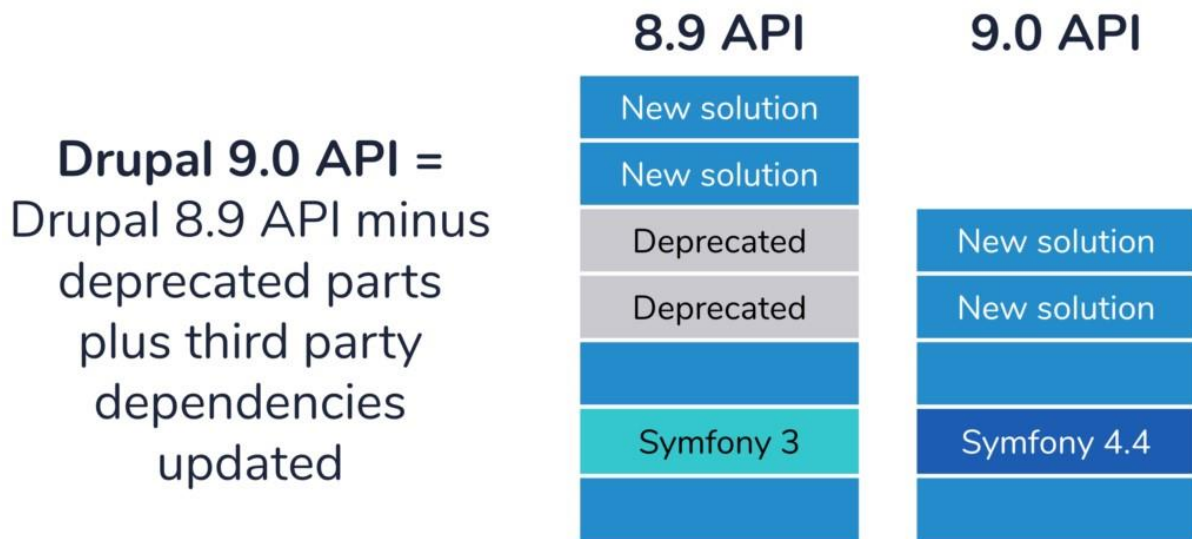 8.9 API
9.0 API
Drupal 9.0 API =
Drupal 8.9 API minus
deprecated parts
plus third party
dependencies
updated
New solution
New solution
Deprecated
Deprecated
Symfony 3
New solution
New solution
Symfony 4.4